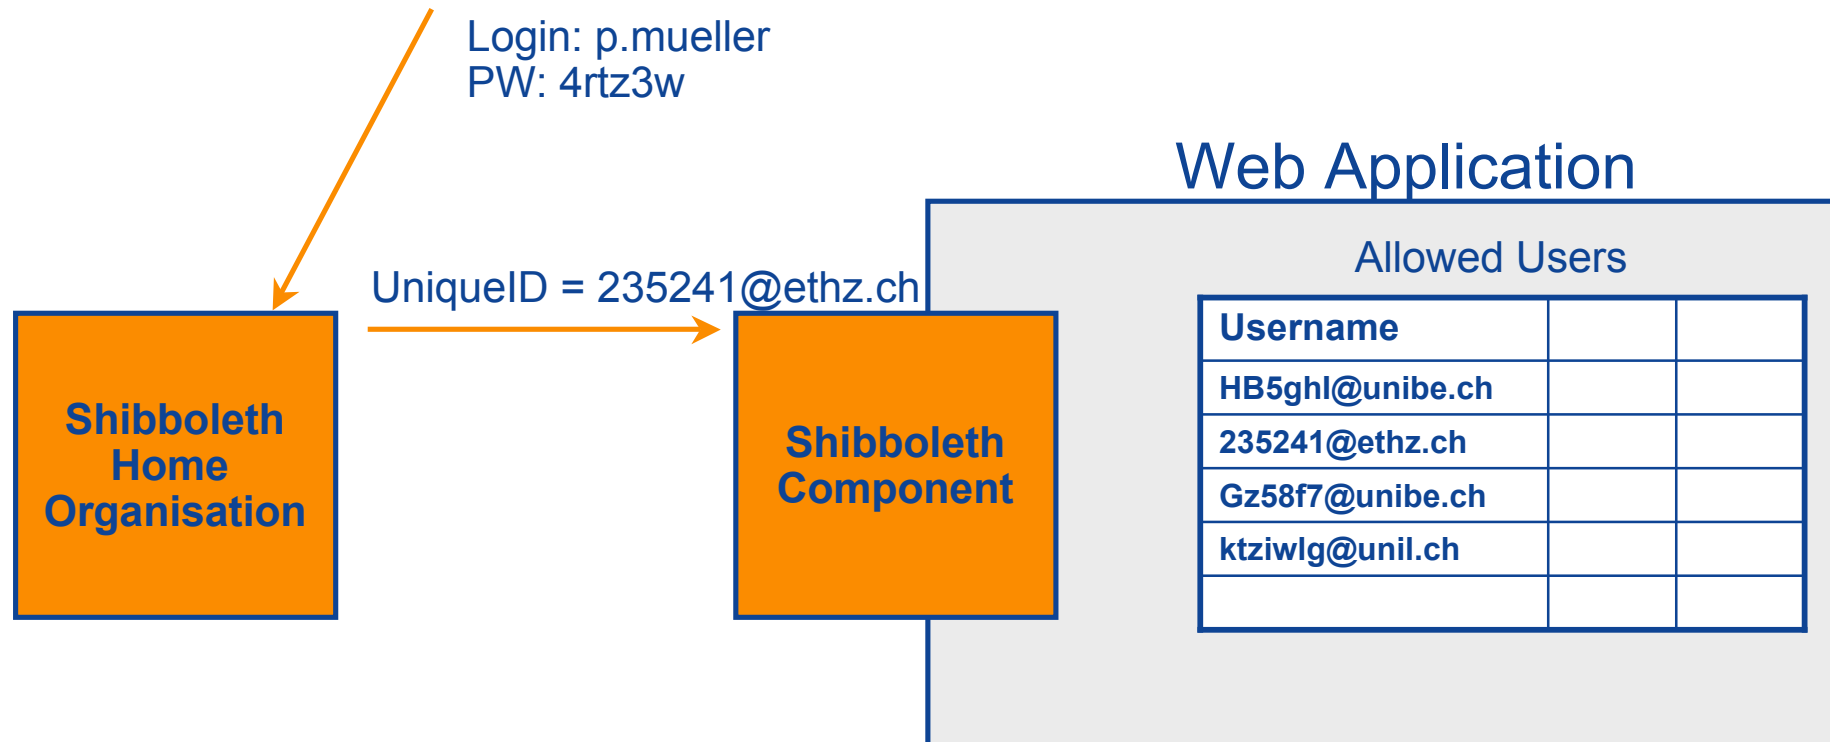 Login: p.mueller
PW: 4rtz3w
Web Application
Allowed Users
UniqueID = 235241@ethz.ch
Shibboleth
Home
Organisation
Shibboleth
Component
Username
HB5ghl@unibe.ch
235241@ethz.ch
Gz58f7@unibe.ch
ktziwlg@unil.ch